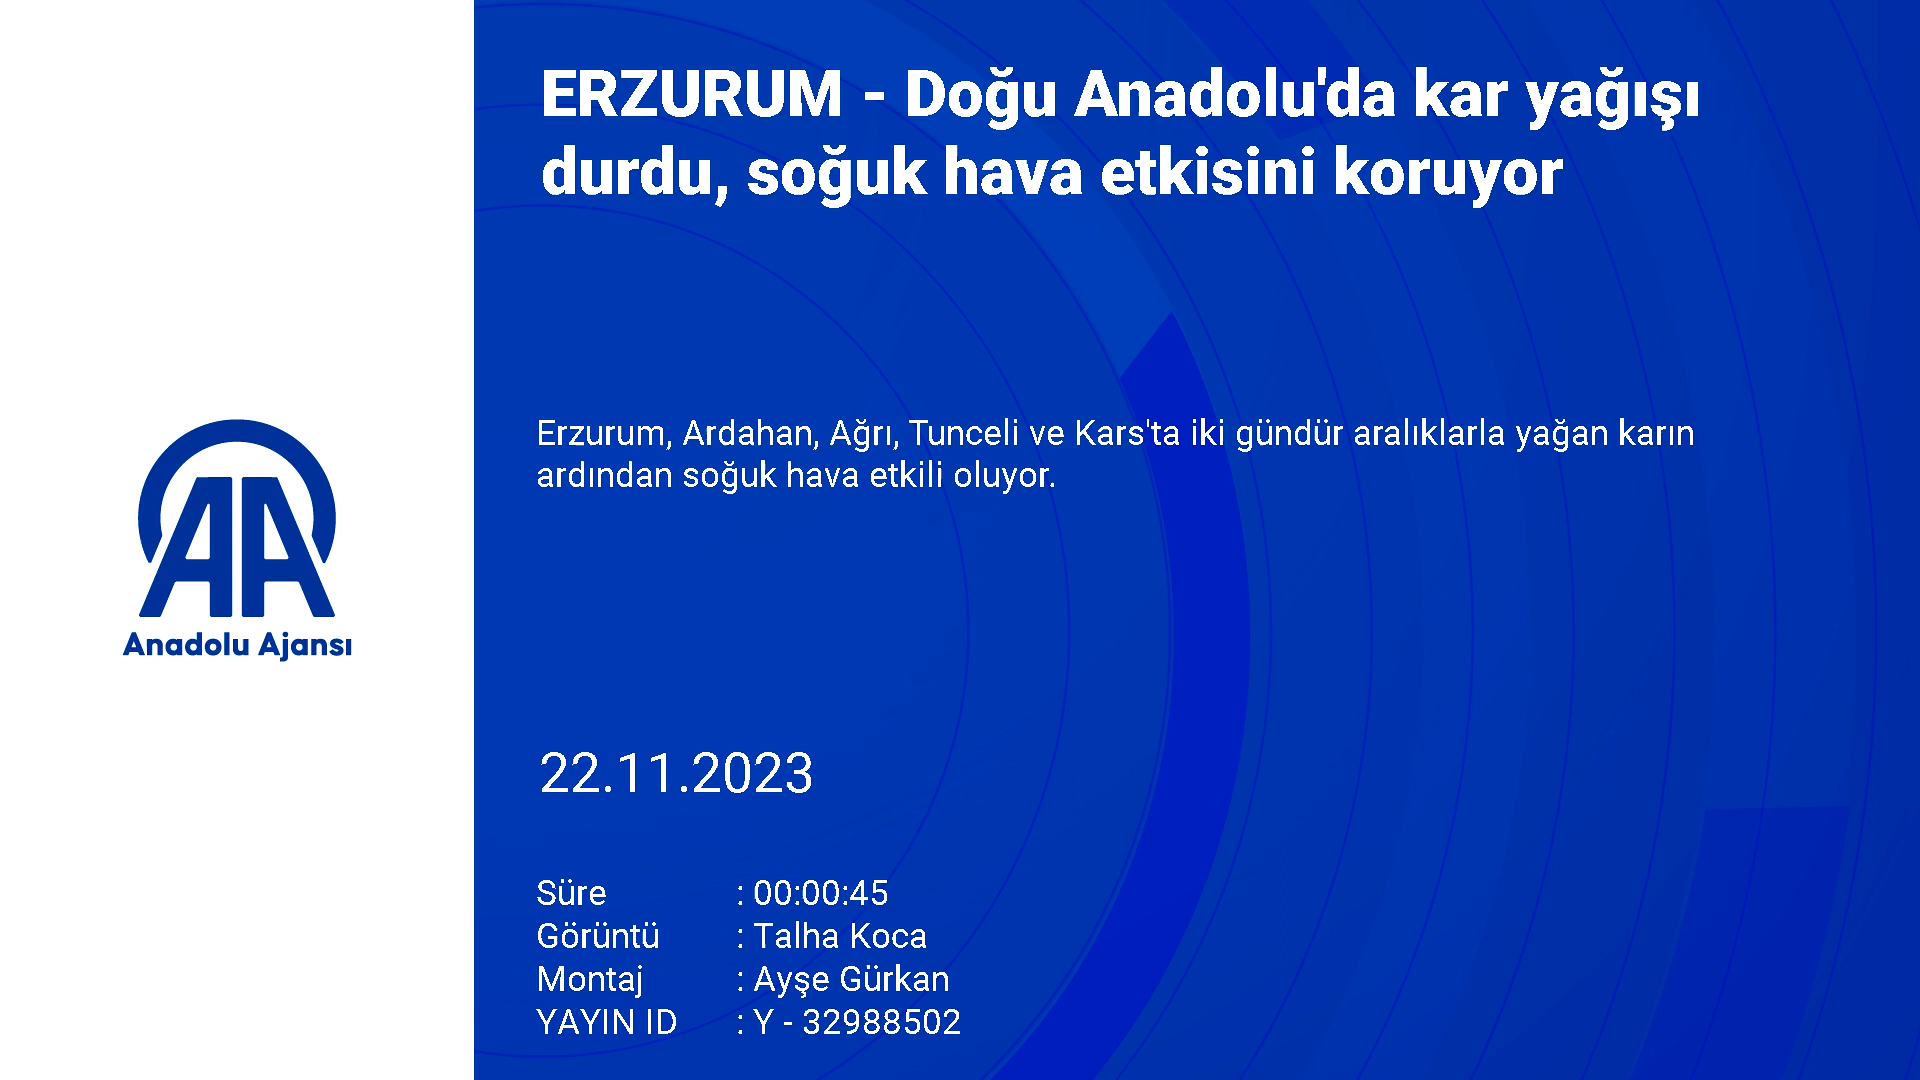 ERZURUM - Doğu Anadolu'da kar yağışı
durdu, soğuk hava etkisini koruyor
Erzurum, Ardahan, Ağrı, Tunceli ve Kars'ta iki gündür aralıklarla yağan karın
ardından soğuk hava etkili oluyor.
AA
Anadolu Ajansı
22.11.2023
Süre : 00:00:45
Görüntü : Talha Koca
Montaj : Ayşe Gürkan
YAYIN ID : Y - 32988502